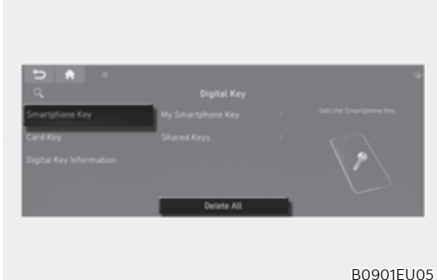 Digital Key
Smartphone Key
My Smartphone Key
Sets the Smartphone Key.
Card Key
Shared Keys
Digital Key Information
Delete All
B0901EU05